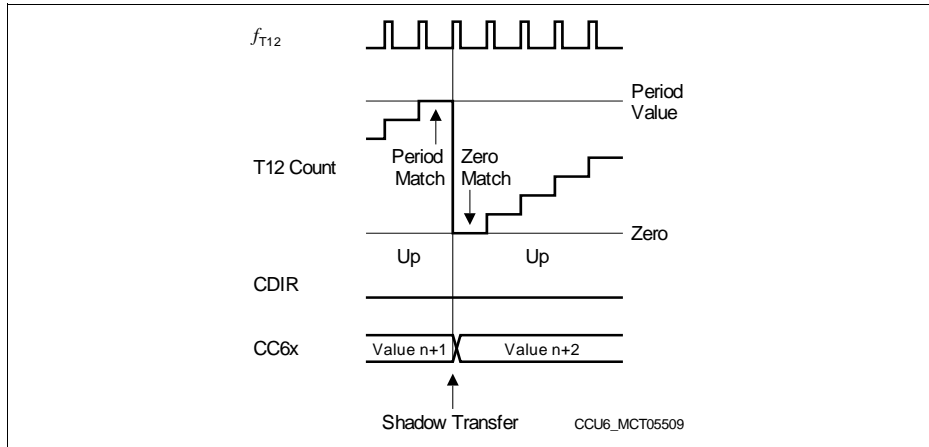 fT12
Period
Value
Period
Match
Zero
Match
T12 Count
Zero
Up
Up
CDIR
CC6x
Value n+1
Value n+2
Shadow Transfer
CCU6_MCT05509